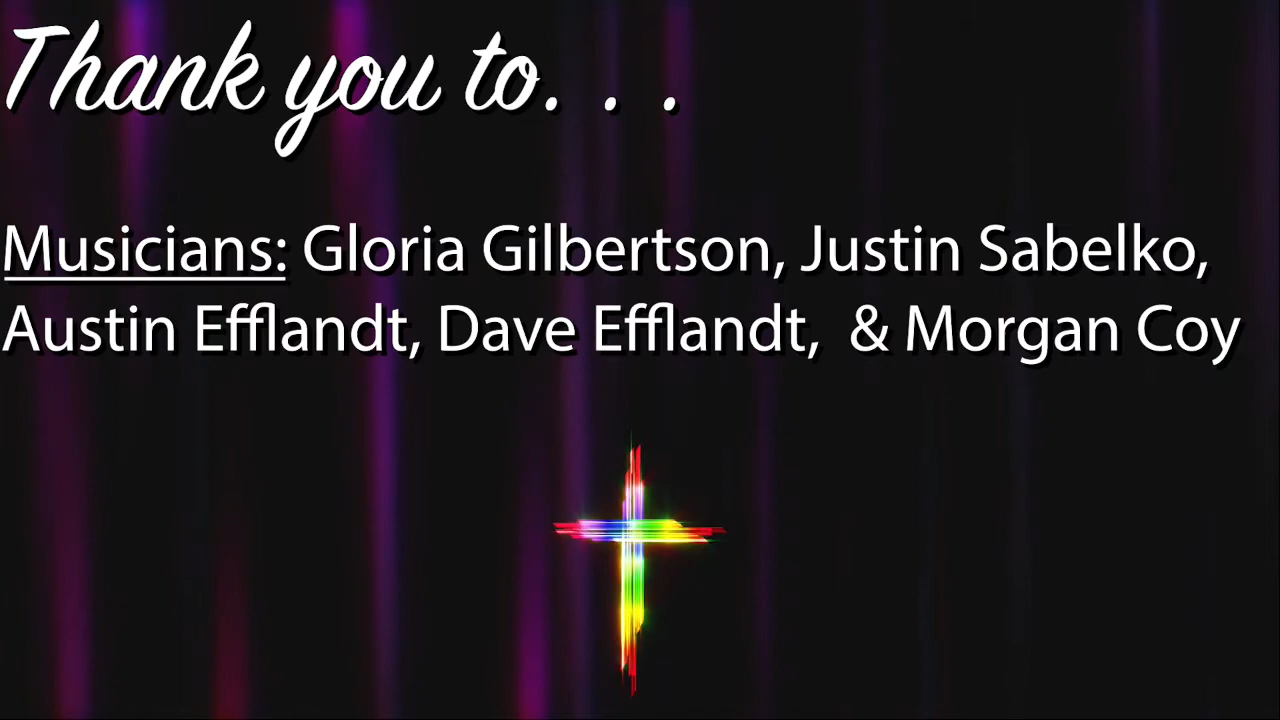 Thank you to. . .
Musicians: Gloria Gilbertson, Justin Sabelko,
Austin Efflandt, Dave Efflandt,  & Morgan Coy